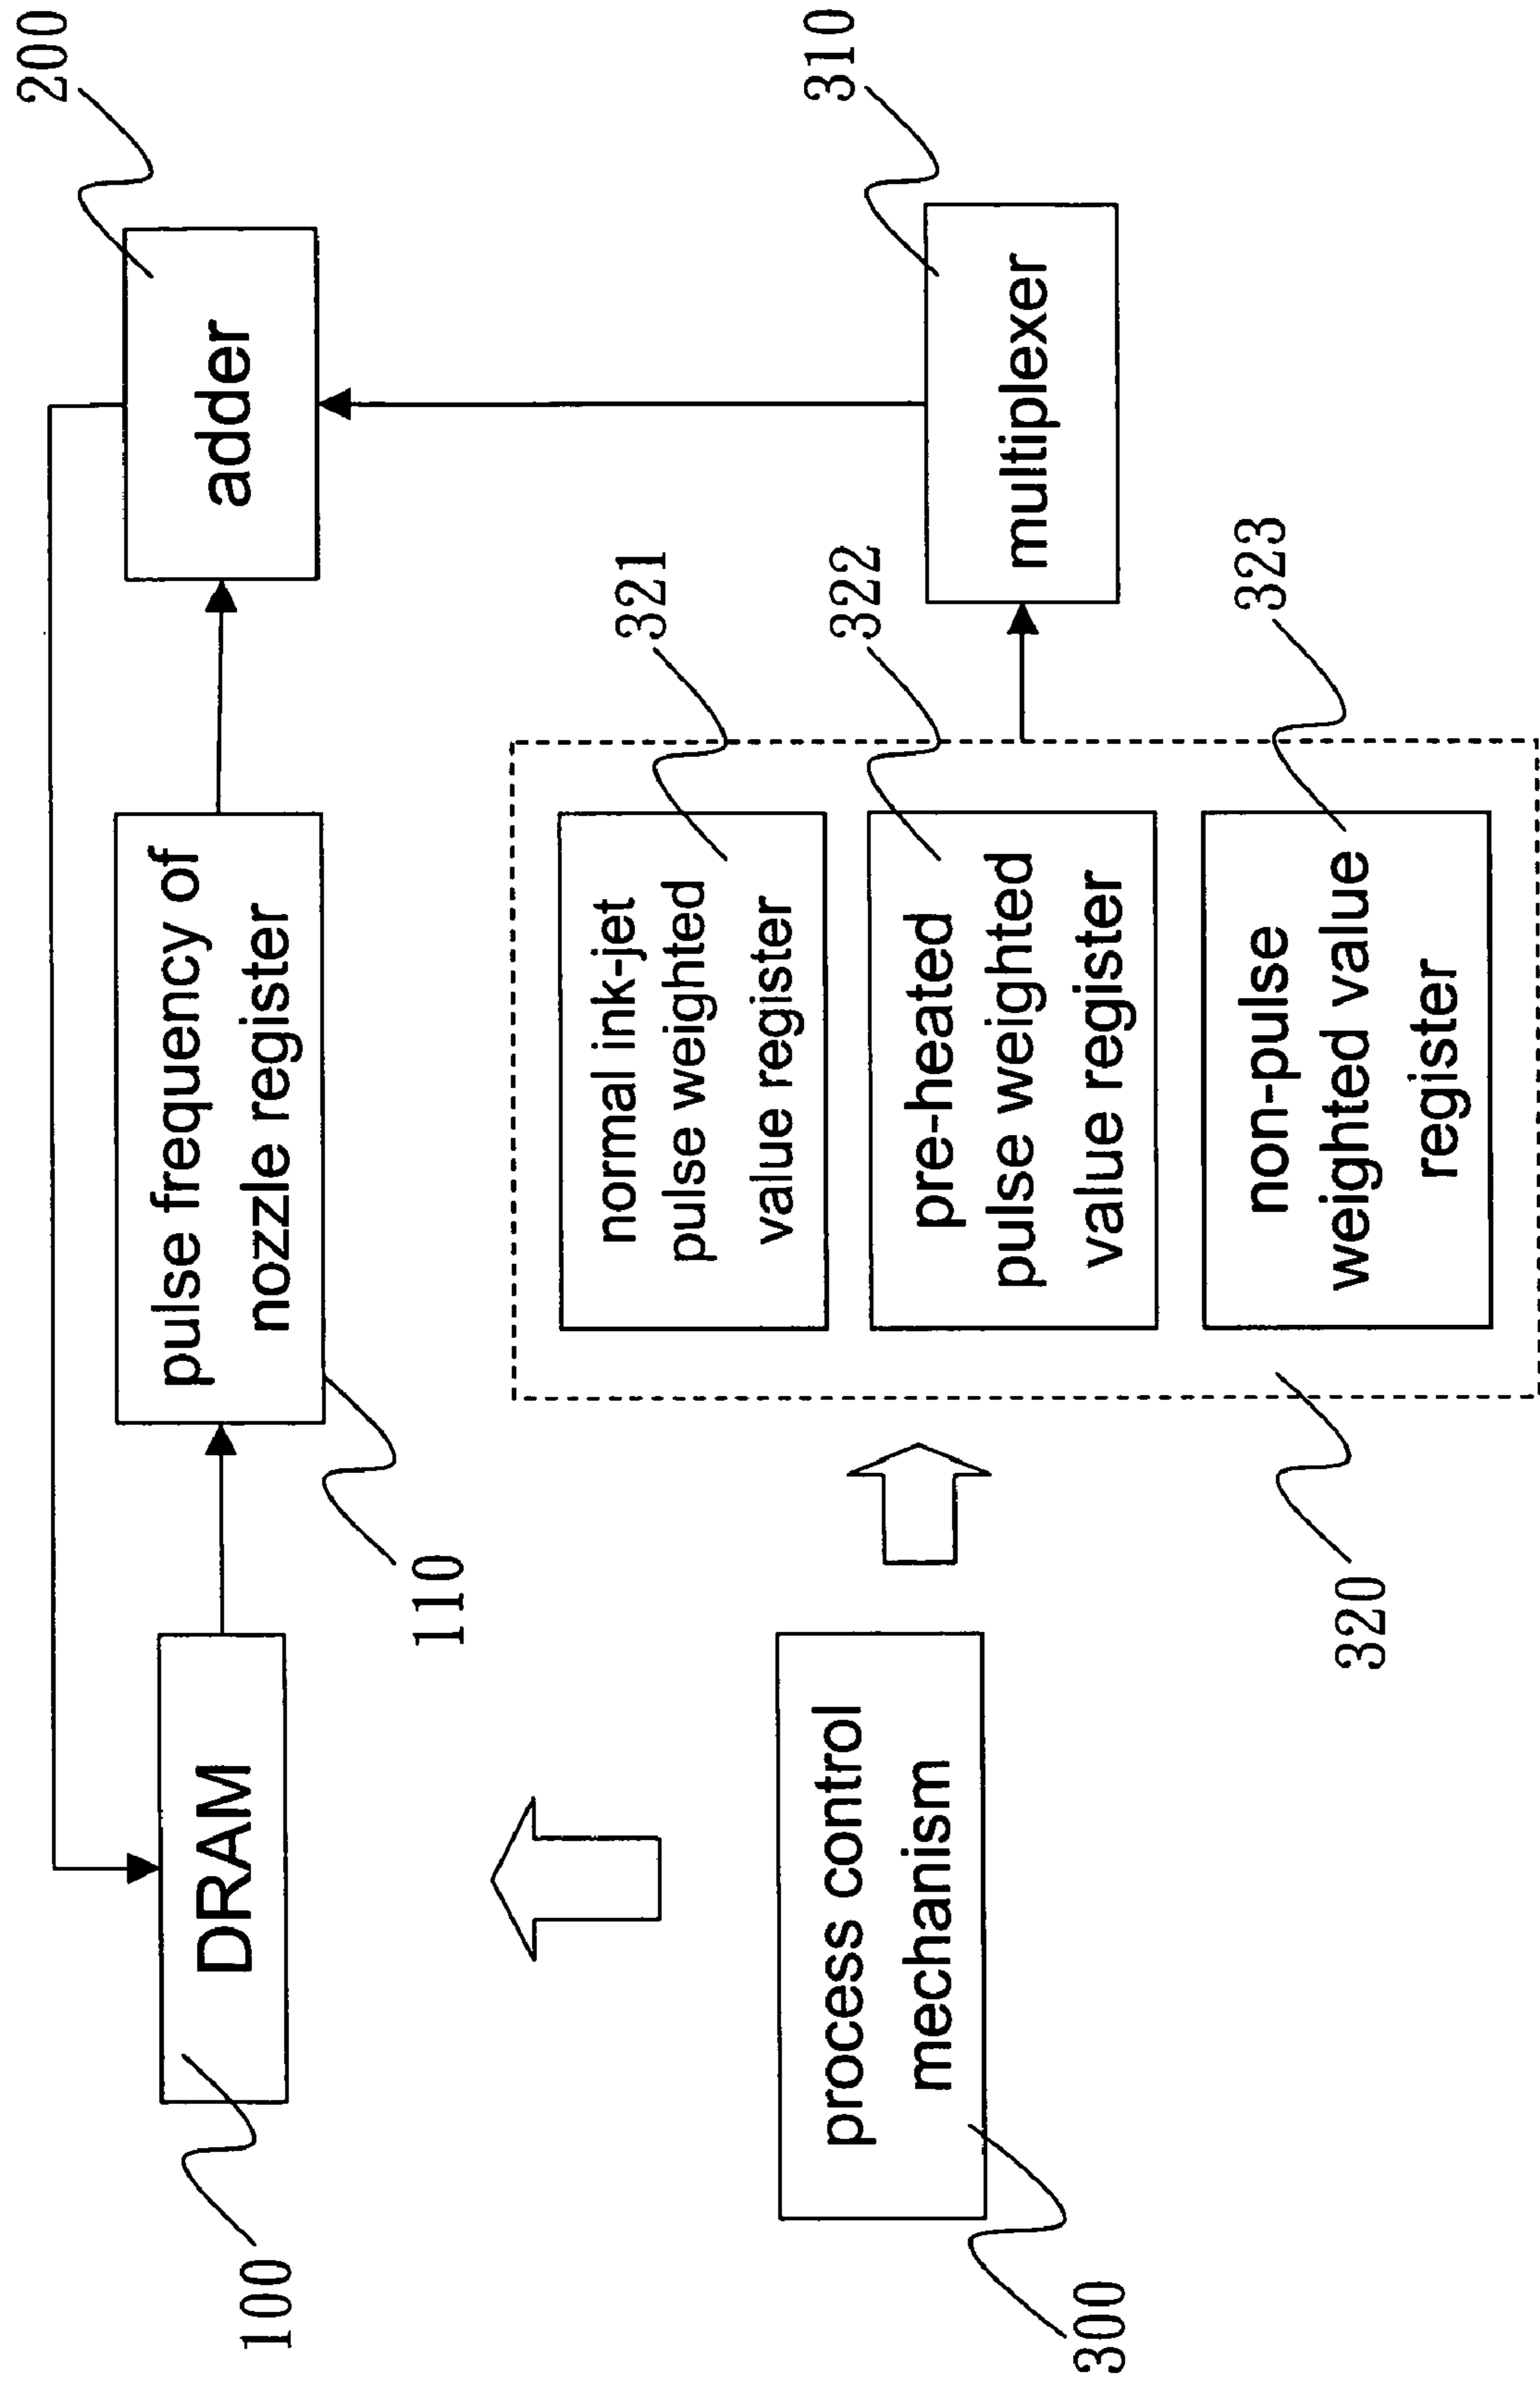 200
adder
pulse frequency of
nozzle register
110
DRAM
100
310
multiplexer
321
normal ink-jet
pulse weighted
value register
322
pre-heated
pulse weighted
value register
323
non-pulse
weighted value
register
320
process control
mechanism
300